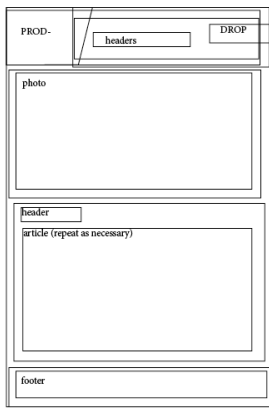 PROD-
DROP
headers
photo
header
article (repeat as necessary)
footer